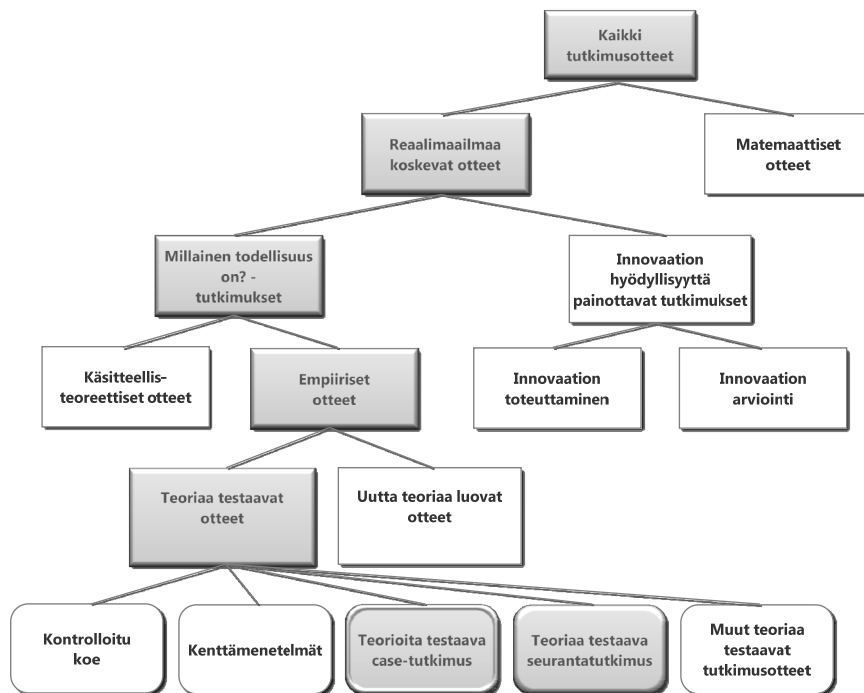 Kaikki
tutkimusotteet
Reaalimaailmaa
koskevat otteet
Matemaattiset
otteet
Millainen todellisuus
on? -
tutkimukset
Innovaation
hyödyllisyyttä
painottavat tutkimukset
Käsitteellis-
teoreettiset otteet
Empiiriset
otteet
Innovaation
toteuttaminen
Innovaation
arviointi
Teoriaa testaavat
otteet
Uutta teoriaa luovat
otteet
Kontrolloitu
koe
Kenttämenetelmät
Teorioita testaava
case-tutkimus
Teoriaa testaava
seurantatutkimus
Muut teoriaa
testaavat
tutkimusotteet